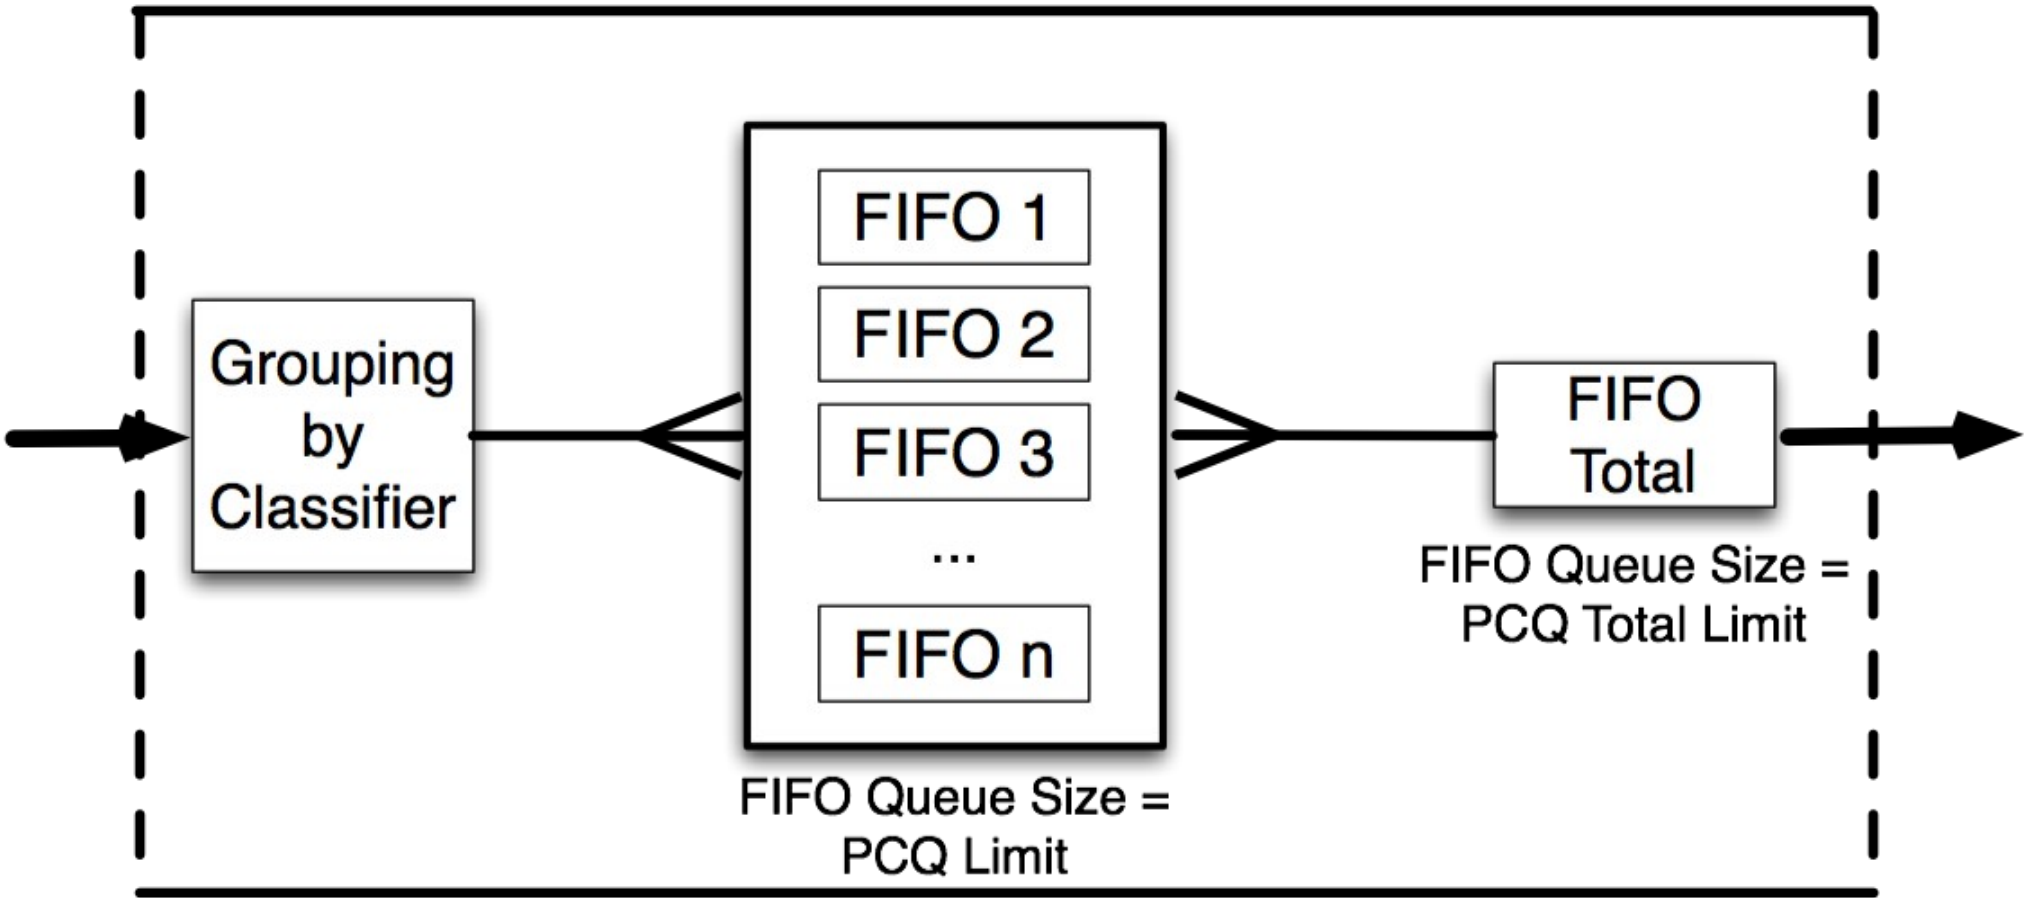 Grouping
by
Classifier
FIFO 1
FIFO 2
FIFO 3
...
FIFO n
FIFO Queue Size =
PCQ Limit
FIFO
Total
FIFO Queue Size =
PCQ Total Limit